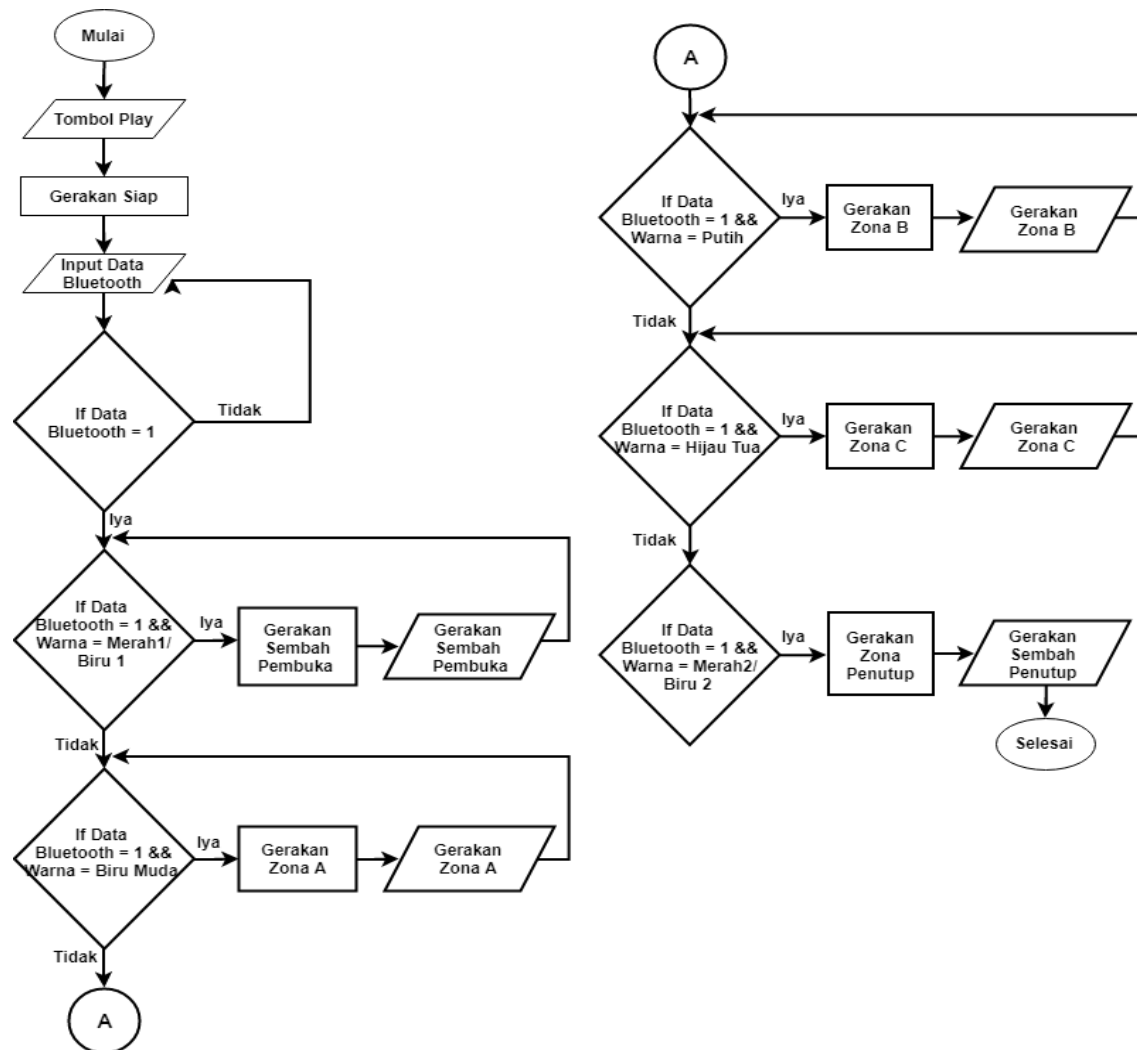 Mulai
Tombol Play
Gerakan Siap
Input Data
Bluetooth
If Data
Bluetooth = 1
Tidak
Iya
If Data
Bluetooth = 1 &&
Warna = Merah1/
Biru 1
Iya
Gerakan
Sembah
Pembuka
Gerakan
Sembah
Pembuka
Tidak
If Data
Bluetooth = 1 &&
Warna = Biru Muda
Iya
Gerakan
Zona A
Gerakan
Zona A
Tidak
A
A
If Data
Bluetooth = 1 &&
Warna = Putih
Iya
Gerakan
Zona B
Gerakan
Zona B
Tidak
If Data
Bluetooth = 1 &&
Warna = Hijau Tua
Iya
Gerakan
Zona C
Gerakan
Zona C
Tidak
If Data
Bluetooth = 1 &&
Warna = Merah2/
Biru 2
Iya
Gerakan
Zona
Penutup
Gerakan
Sembah
Penutup
Selesai